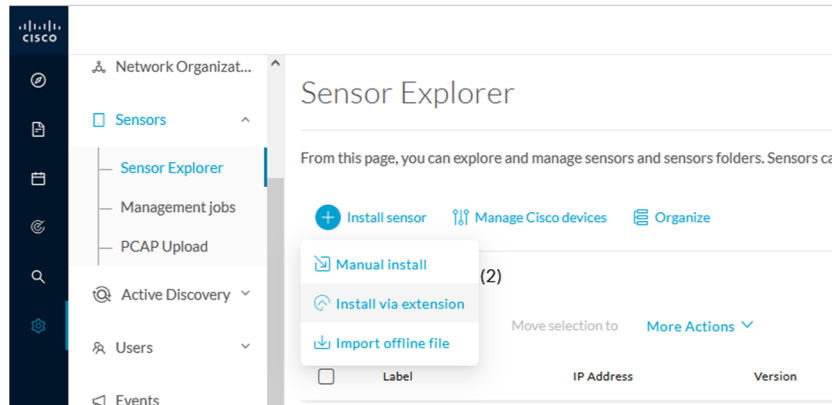 CISCO
Network Organizat...
Sensors
Sensor Explorer
Management jobs
PCAP Upload
Active Discovery
Users
Events
Sensor Explorer
From this page, you can explore and manage sensors and sensors folders. Sensors ca
Install sensor Manage Cisco devices Organize
Manual install
Install via extension
Import offline file
(2)
Move selection to More Actions
Label IP Address Version